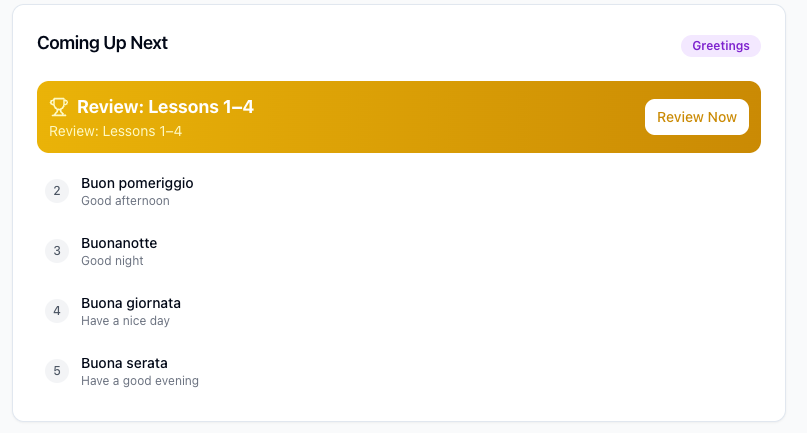 Coming Up Next
Greetings
Review: Lessons 1–4
Review: Lessons 1–4
Review Now
2
Buon pomeriggio
Good afternoon
3
Buonanotte
Good night
4
Buona giornata
Have a nice day
5
Buona serata
Have a good evening